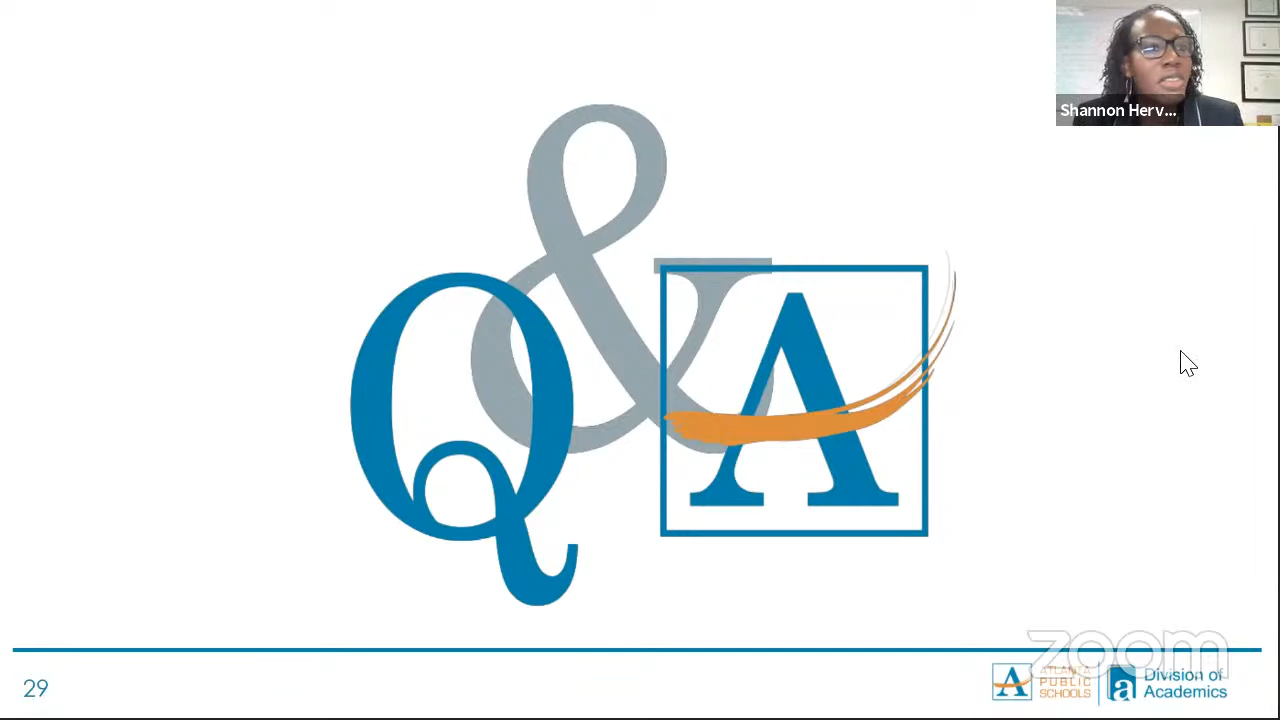 Shannon Herv...
Q & A
zoom
29
A
ATLANTA
PUBLIC
SCHOOLS
a
Division of
Academics